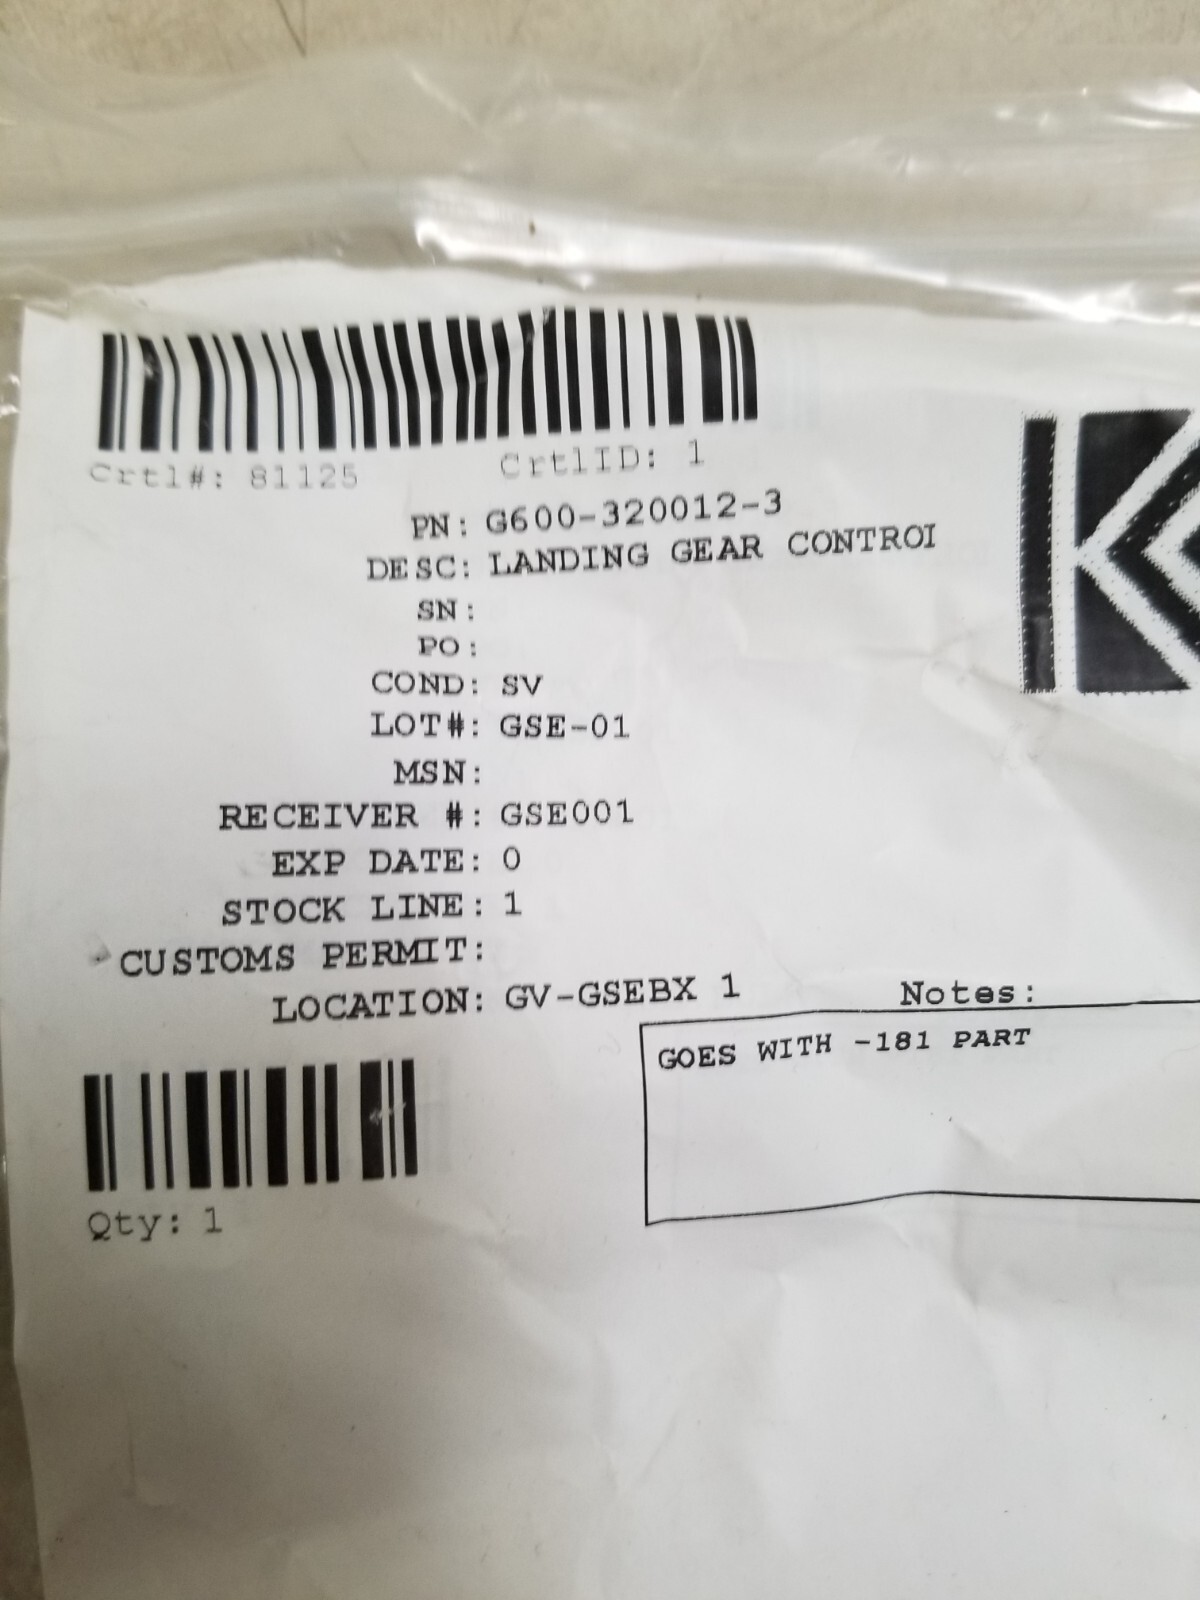 Crtl#: 81125
CrtlID: 1
PN: G600-320012-3
DESC: LANDING GEAR CONTROI
SN:
PO:
COND: SV
LOT#: GSE-01
MSN:
RECEIVER #: GSE001
EXP DATE: 0
STOCK LINE: 1
CUSTOMS PERMIT:
LOCATION: GV-GSEBX 1
Notes:
GOES WITH -181 PART
Qty: 1